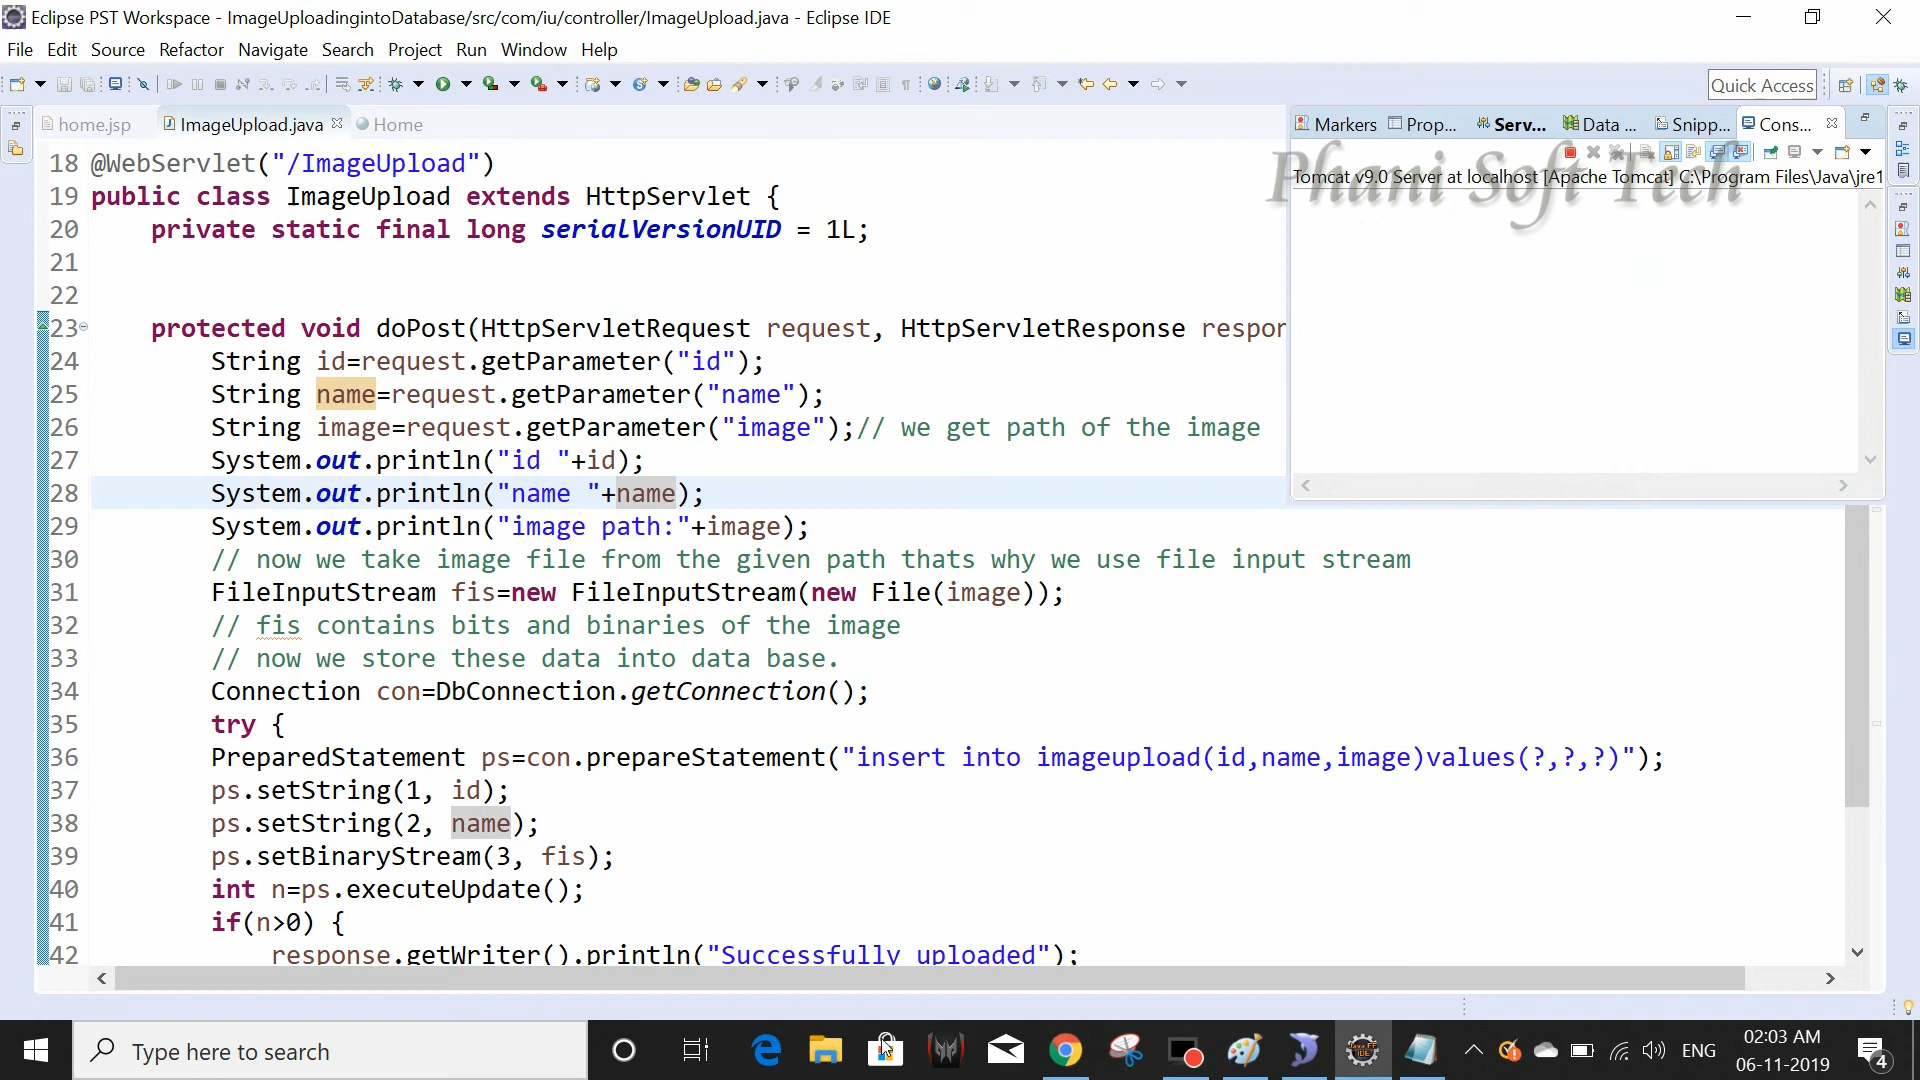 Eclipse PST Workspace - ImageUploadingintoDatabase/src/com/iu/controller/ImageUpload.java - Eclipse IDE
File Edit Source Refactor Navigate Search Project Run Window Help
Quick Access
home.jsp ImageUpload.java Home
Markers Prop... Serv... Data ... Snipp... Cons...
Phani Soft Tech
Tomcat v9.0 Server at localhost [Apache Tomcat] C:\Program Files\Java\jre1
18 @WebServlet("/ImageUpload")
19 public class ImageUpload extends HttpServlet {
20 private static final long serialVersionUID = 1L;
21
22
23 protected void doPost(HttpServletRequest request, HttpServletResponse respon
24 String id=request.getParameter("id");
25 String name=request.getParameter("name");
26 String image=request.getParameter("image");// we get path of the image
27 System.out.println("id "+id);
28 System.out.println("name "+name);
29 System.out.println("image path:"+image);
30 // now we take image file from the given path thats why we use file input stream
31 FileInputStream fis=new FileInputStream(new File(image));
32 // fis contains bits and binaries of the image
33 // now we store these data into data base.
34 Connection con=DbConnection.getConnection();
35 try {
36 PreparedStatement ps=con.prepareStatement("insert into imageupload(id,name,image)values(?,?,?)");
37 ps.setString(1, id);
38 ps.setString(2, name);
39 ps.setBinaryStream(3, fis);
40 int n=ps.executeUpdate();
41 if(n>0) {
42 response.getWriter().println("Successfully uploaded");
Type here to search
ENG
02:03 AM
06-11-2019
4